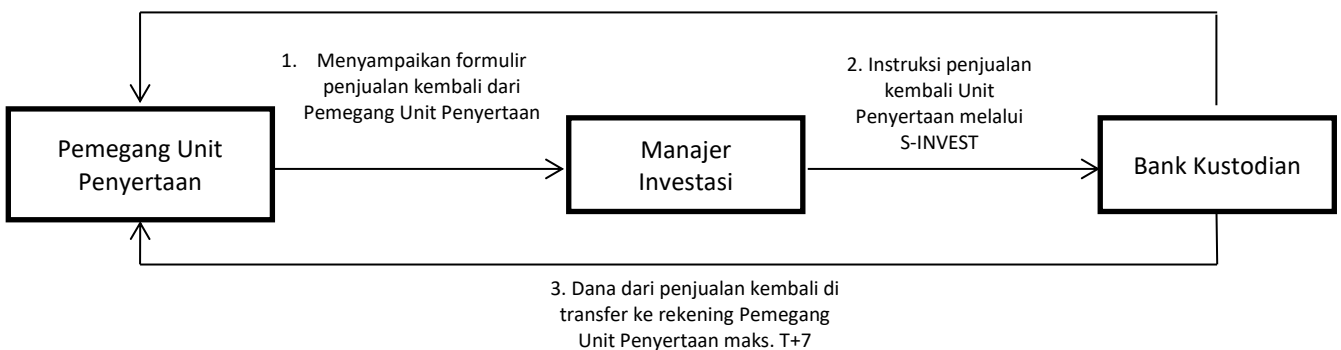 1. Menyampaikan formulir
penjualan kembali dari
Pemegang Unit Penyertaan
2. Instruksi penjualan
kembali Unit
Penyertaan melalui
S-INVEST
Pemegang Unit
Penyertaan
Manajer
Investasi
Bank Kustodian
3. Dana dari penjualan kembali di
transfer ke rekening Pemegang
Unit Penyertaan maks. T+7